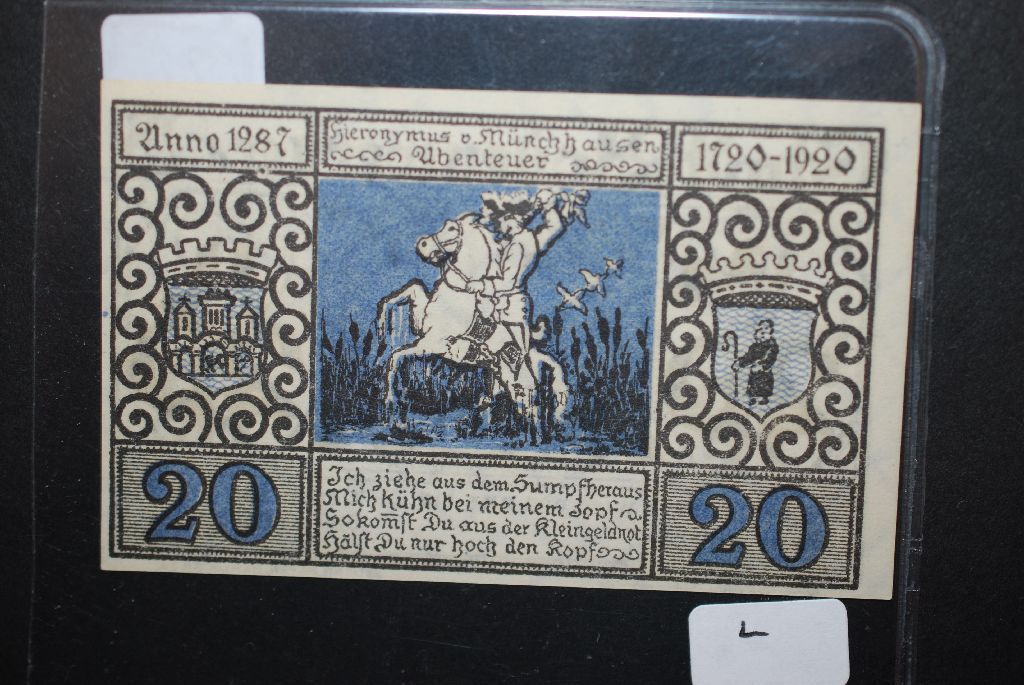 Anno 1287
Hieronymus v. Münchhausen
Abenteuer
1720-1920
20
Ich ziehe aus dem Sumpf heraus
Mich kühn bei meinem Zopf
So komst Du aus der Kleingeldnot
Hälst Du nur hoch den Kopf
20